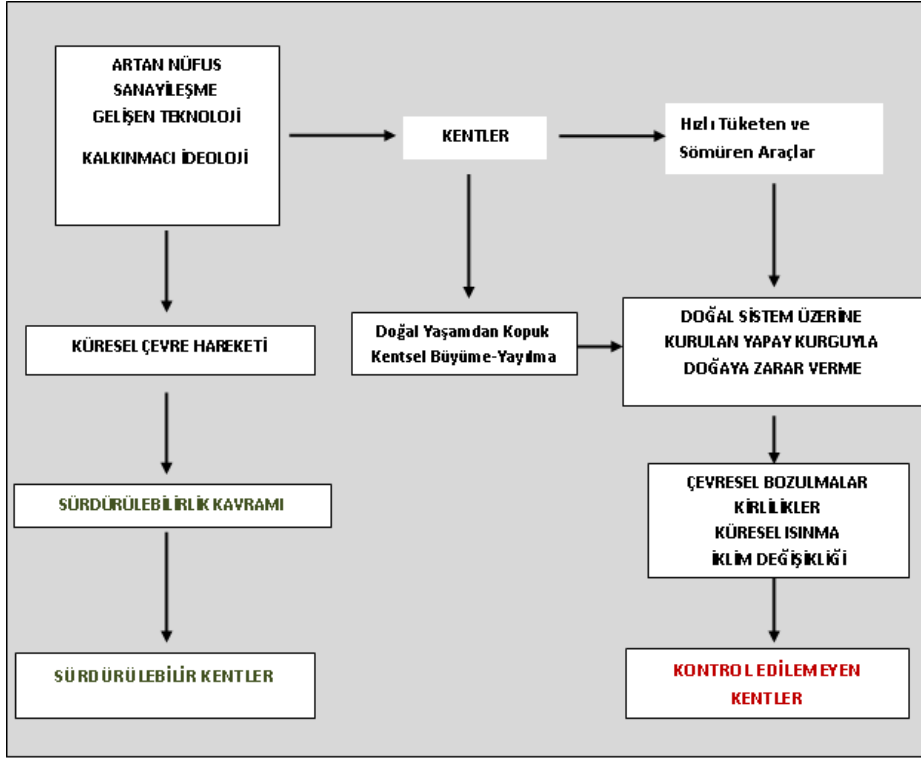 ARTAN NÜFUS
SANAYİLEŞME
GELİŞEN TEKNOLOJİ
KALKINMACI İDEOLOJİ
KENTLER
Hızlı Tüketen ve
Sömüren Araçlar
KÜRESEL ÇEVRE HAREKETİ
Doğal Yaşamdan Kopuk
Kentsel Büyüme-Yayılma
DOĞAL SİSTEM ÜZERİNE
KURULAN YAPAY KURGUYLA
DOĞAYA ZARAR VERME
SÜRDÜRÜLEBİLİRLİK KAVRAMI
ÇEVRESEL BOZULMALAR
KİRLİLİKLER
KÜRESEL ISINMA
İKLİM DEĞİŞİKLİĞİ
SÜRDÜRÜLEBİLİR KENTLER
KONTROL EDİLEMEYEN
KENTLER